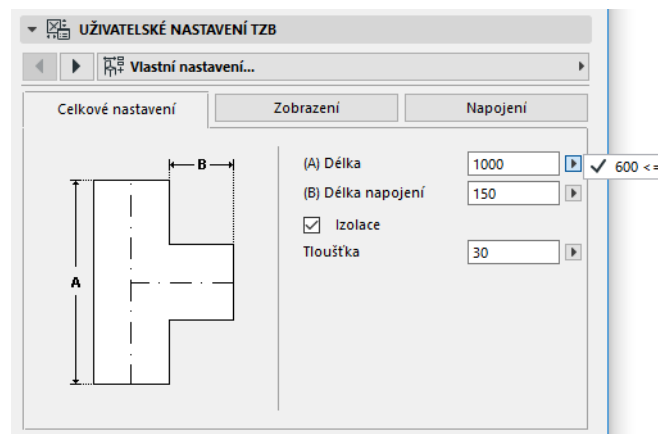 UŽIVATELSKÉ NASTAVENÍ TZB
Vlastní nastavení...
Celkové nastavení
Zobrazení
Napojení
B
A
(A) Délka 1000
600 <=
(B) Délka napojení 150
Izolace
Tloušťka 30